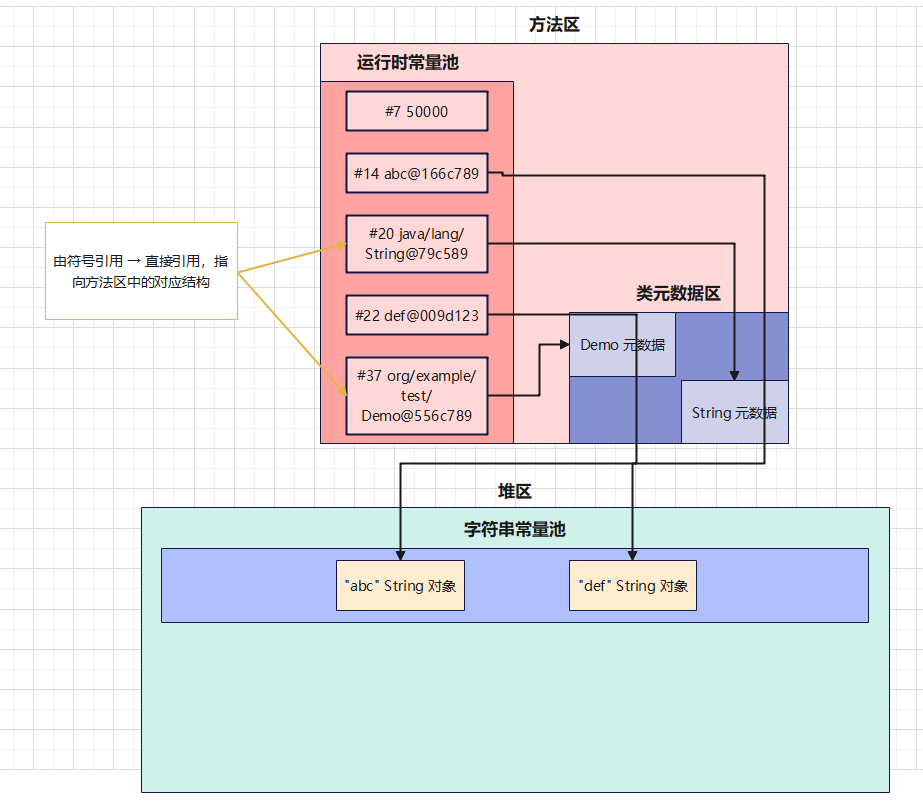 方法区
运行时常量池
#7 50000
#14 abc@166c789
#20 java/lang/
String@79c589
由符号引用 → 直接引用，指
向方法区中的对应结构
类元数据区
#22 def@009d123
Demo 元数据
#37 org/example/
test/
Demo@556c789
String 元数据
堆区
字符串常量池
"abc" String 对象
"def" String 对象